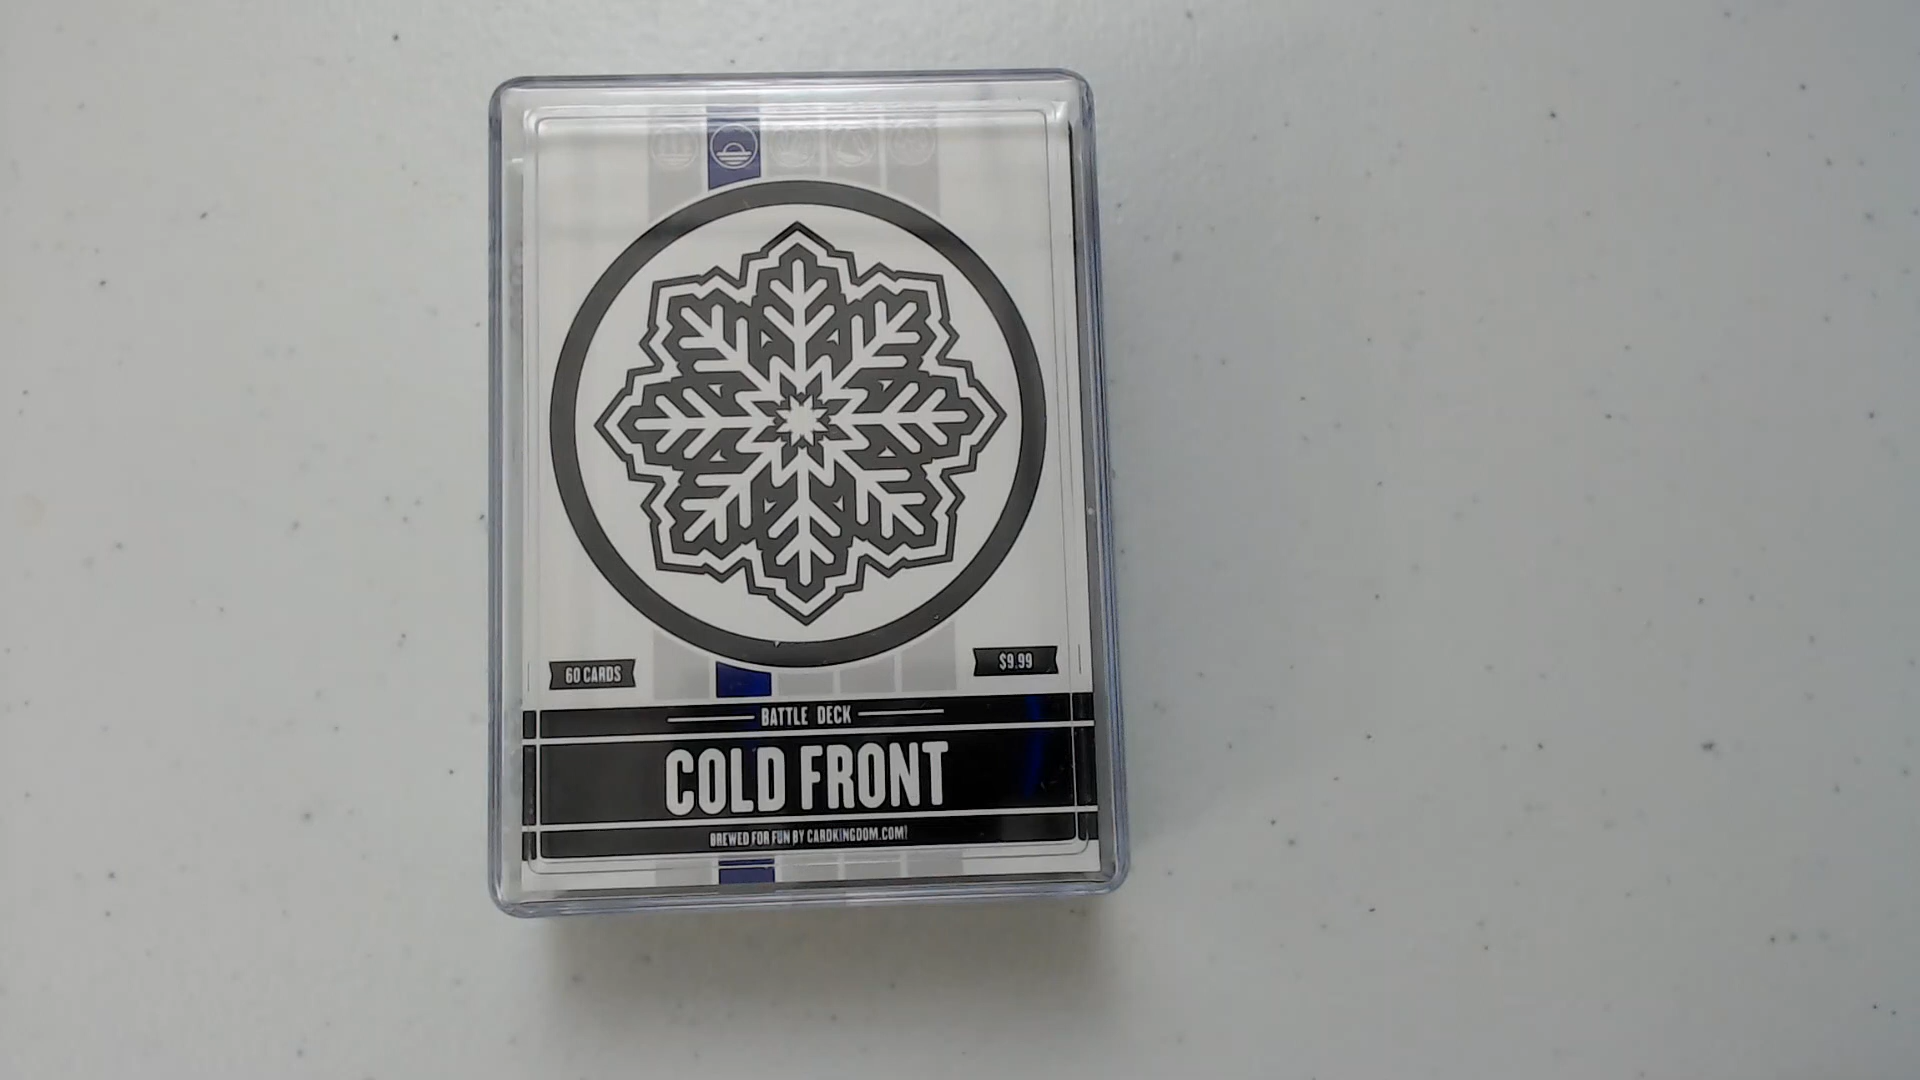 60 CARDS
$9.99
BATTLE DECK
COLD FRONT
BREWED FOR FUN BY CARDKINGDOM.COM!